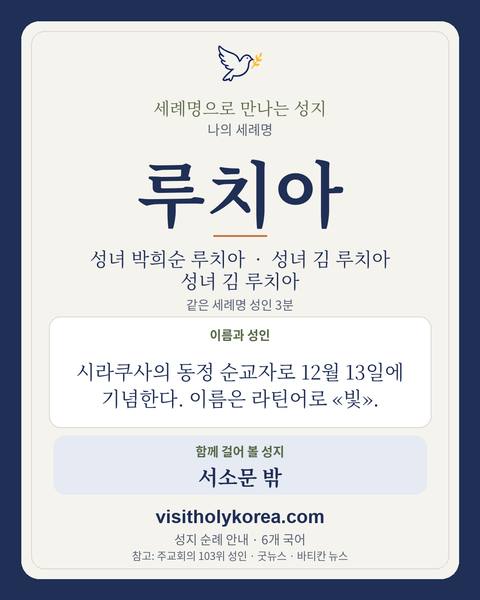 세례명으로 만나는 성지
나의 세례명
루치아
성녀 박희순 루치아 · 성녀 김 루치아
성녀 김 루치아
같은 세례명 성인 3분
이름과 성인
시라쿠사의 동정 순교자로 12월 13일에
기념한다. 이름은 라틴어로 «빛».
함께 걸어 볼 성지
서소문 밖
visitholykorea.com
성지 순례 안내 · 6개 국어
참고: 주교회의 103위 성인 · 굿뉴스 · 바티칸 뉴스